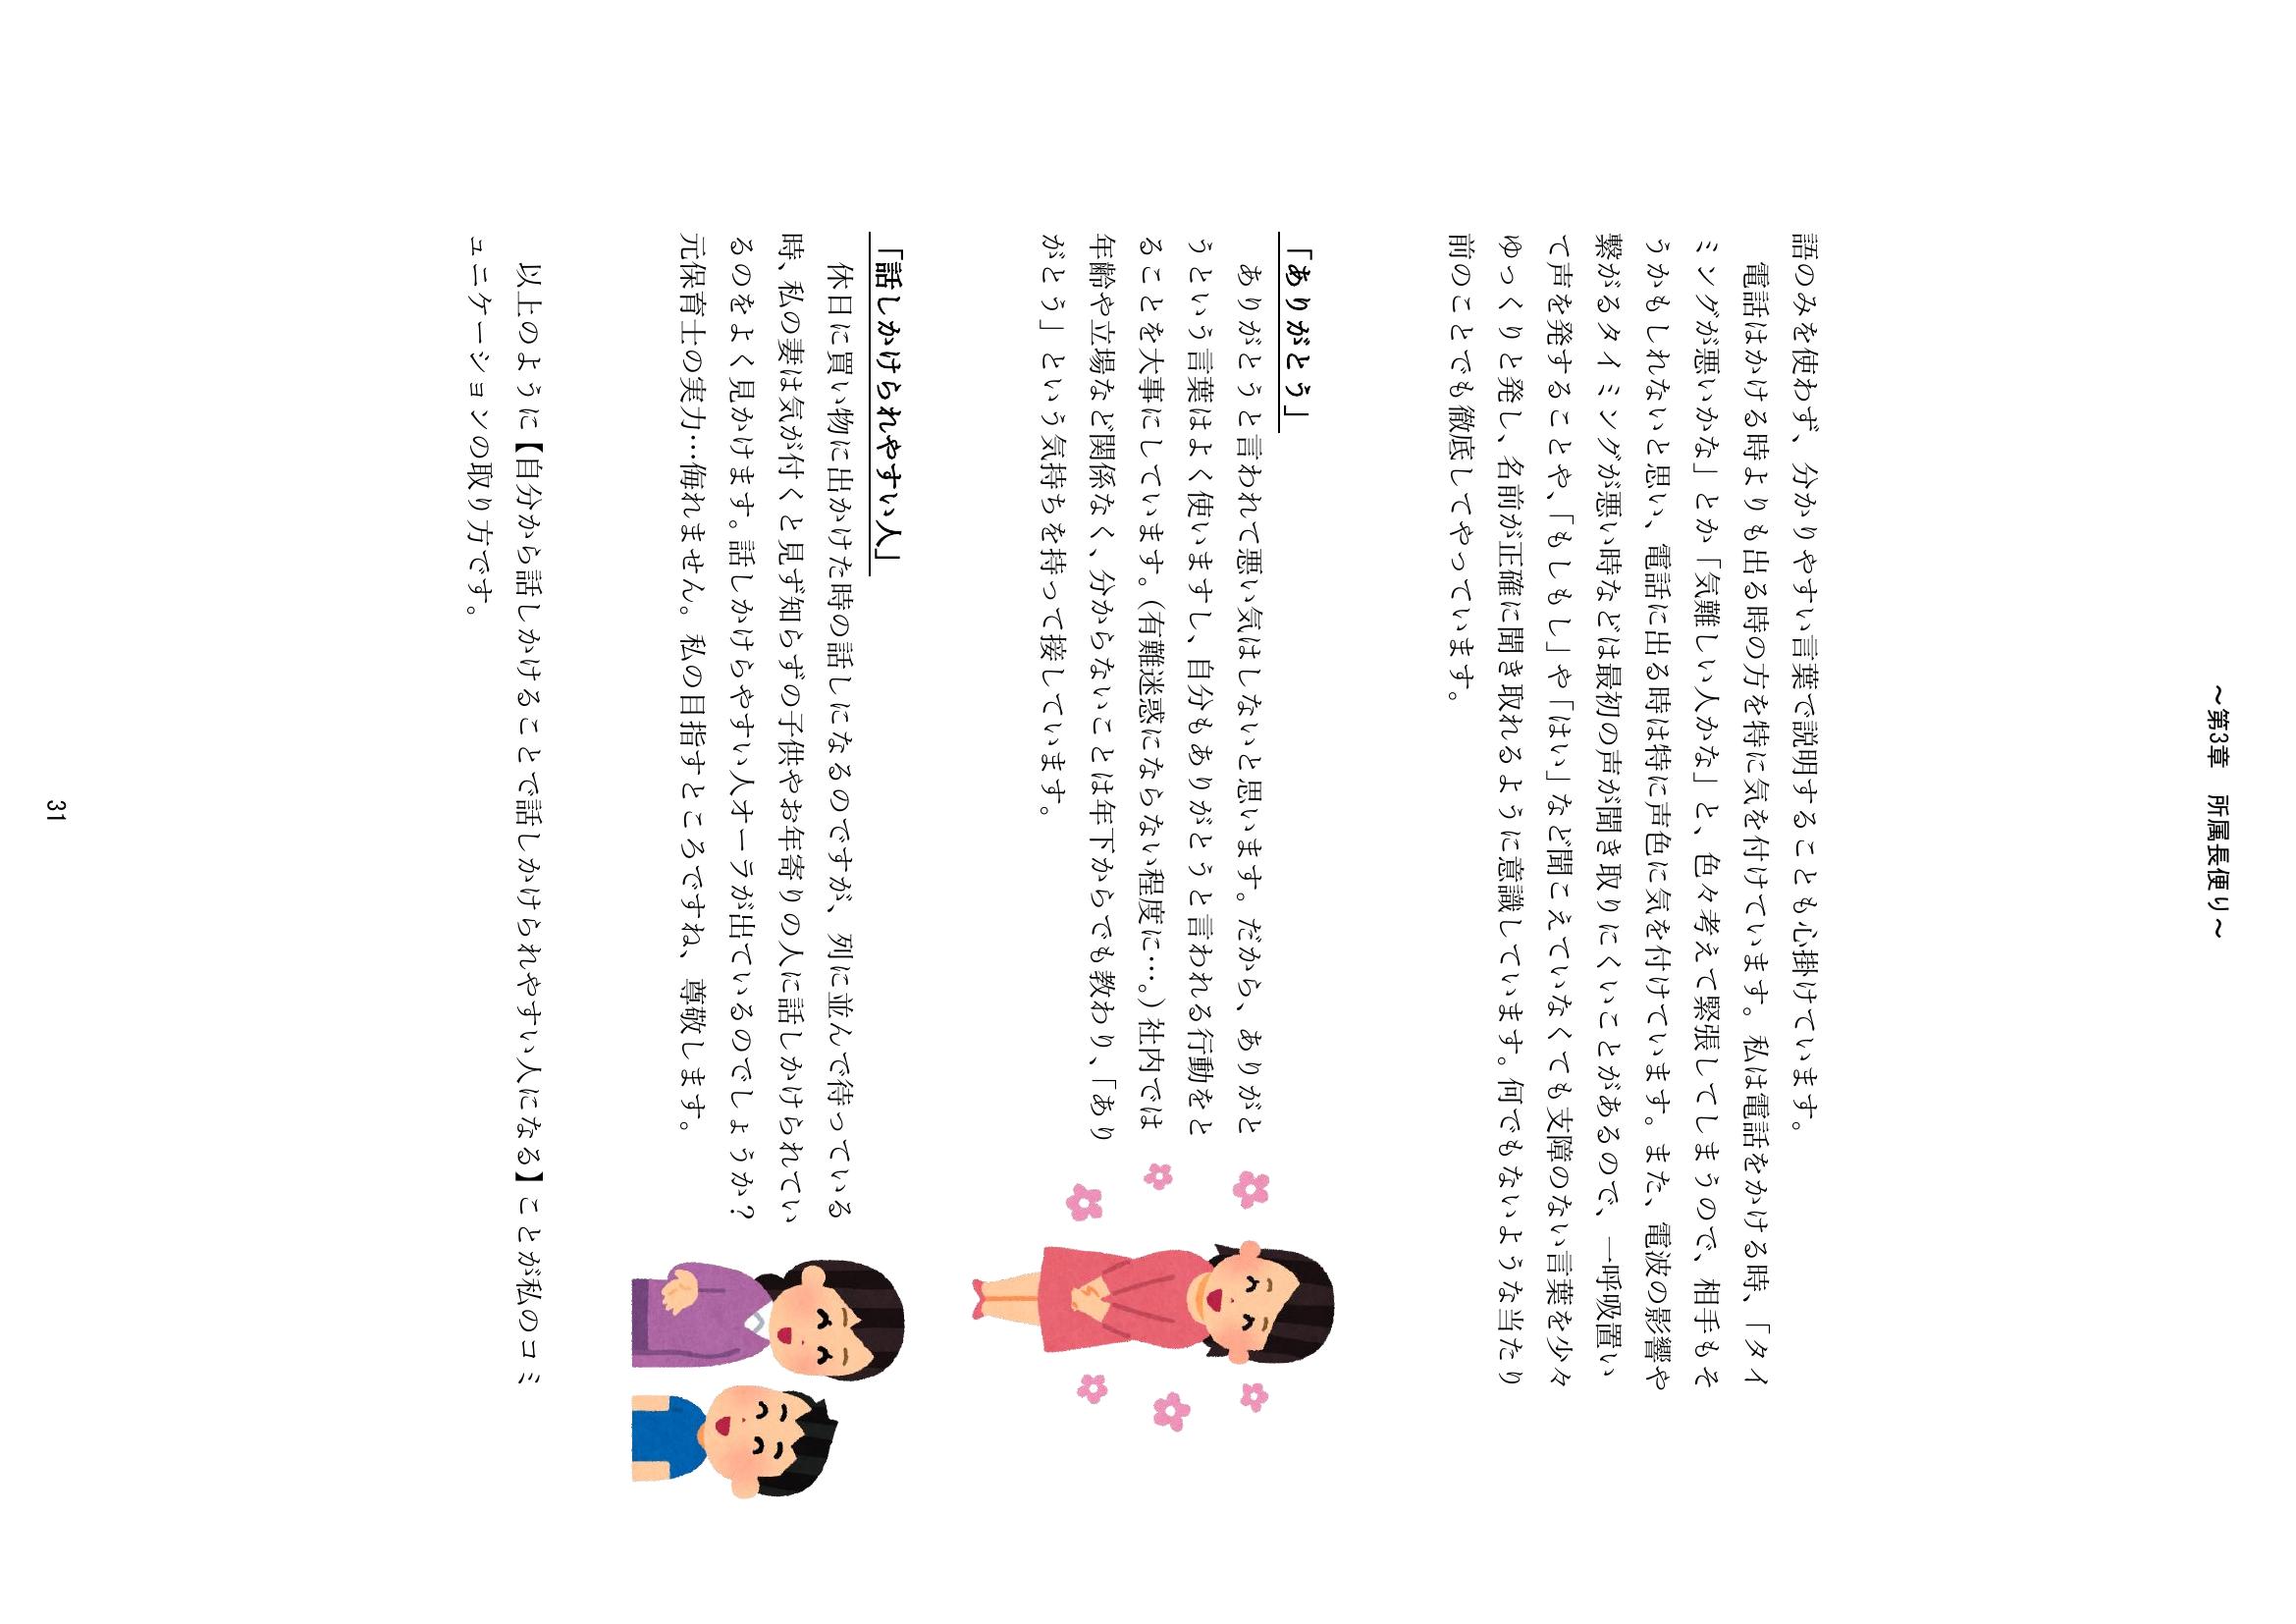 ～第3章　所属長便り～
語のみを使わず、分かりやすい言葉で説明することも心掛けています。
　電話はかける時よりも出る時の方を特に気を付けています。私は電話をかける時、「タイ
ミングが悪いかな」とか「気難しい人かな」と、色々考えて緊張してしまうので、相手もそ
うかもしれないと思い、電話に出る時は特に声色に気を付けています。また、電波の影響や
繋がるタイミングが悪い時などは最初の声が聞き取りにくいことがあるので、一呼吸置い
て声を発することや、「もしもし」や「はい」など聞こえていなくても支障のない言葉を少々
ゆっくりと発し、名前が正確に聞き取れるように意識しています。何でもないような当たり
前のことでも徹底してやっています。
「ありがとう」
　ありがとうと言われて悪い気はしないと思います。だから、ありがと
うという言葉はよく使いますし、自分もありがとうと言われる行動をと
ることを大事にしています。（有難迷惑にならない程度に…。）社内では
年齢や立場など関係なく、分からないことは年下からでも教わり、「あり
がとう」という気持ちを持って接しています。
「話しかけられやすい人」
　休日に買い物に出かけた時の話しになるのですが、列に並んで待っている
時、私の妻は気が付くと見ず知らずの子供やお年寄りの人に話しかけられてい
るのをよく見かけます。話しかけらやすい人オーラが出ているのでしょうか？
元保育士の実力…侮れません。私の目指すところですね、尊敬します。
　以上のように【自分から話しかけることで話しかけられやすい人になる】ことが私のコミ
ュニケーションの取り方です。
31